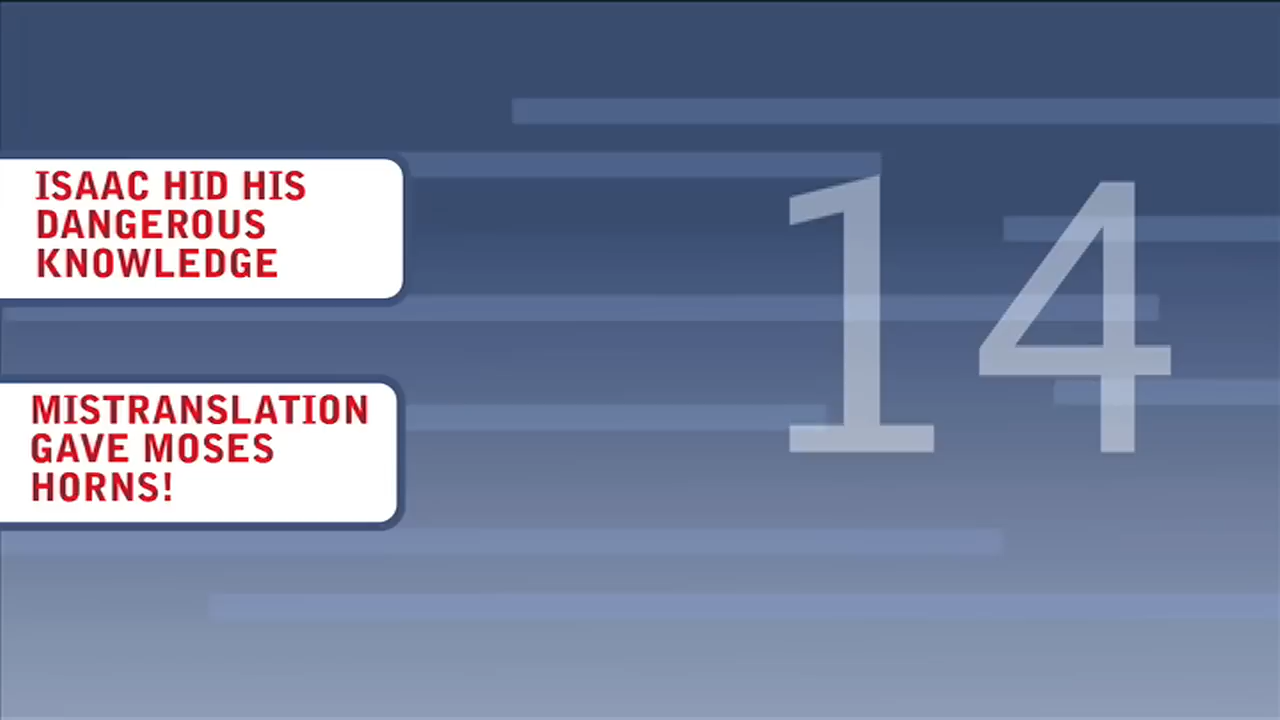 ISAAC HID HIS
DANGEROUS
KNOWLEDGE
14
MISTRANSLATION
GAVE MOSES
HORNS!